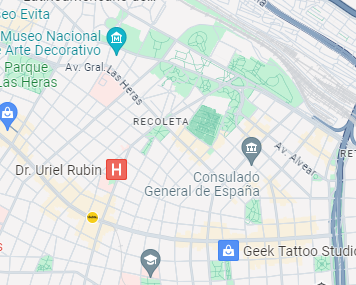 seo Evita
Museo Nacional
e Arte Decorativo
Parque
Las Heras
Av. Gral.
Las Heras
RECOLETA
Av. Alvear
Dr. Uriel Rubin
H
Consulado
General de España
RET
Geek Tattoo Studio